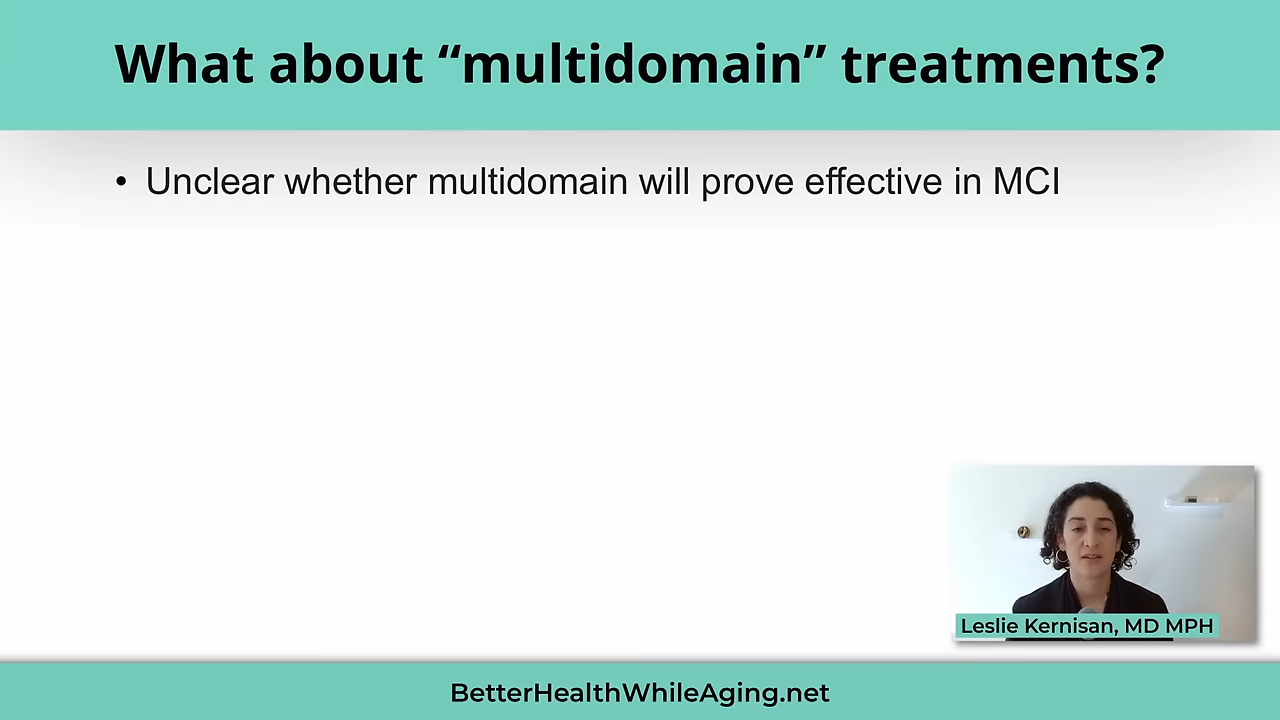 What about “multidomain” treatments?
• Unclear whether multidomain will prove effective in MCI
Leslie Kernisan, MD MPH
BetterHealthWhileAging.net